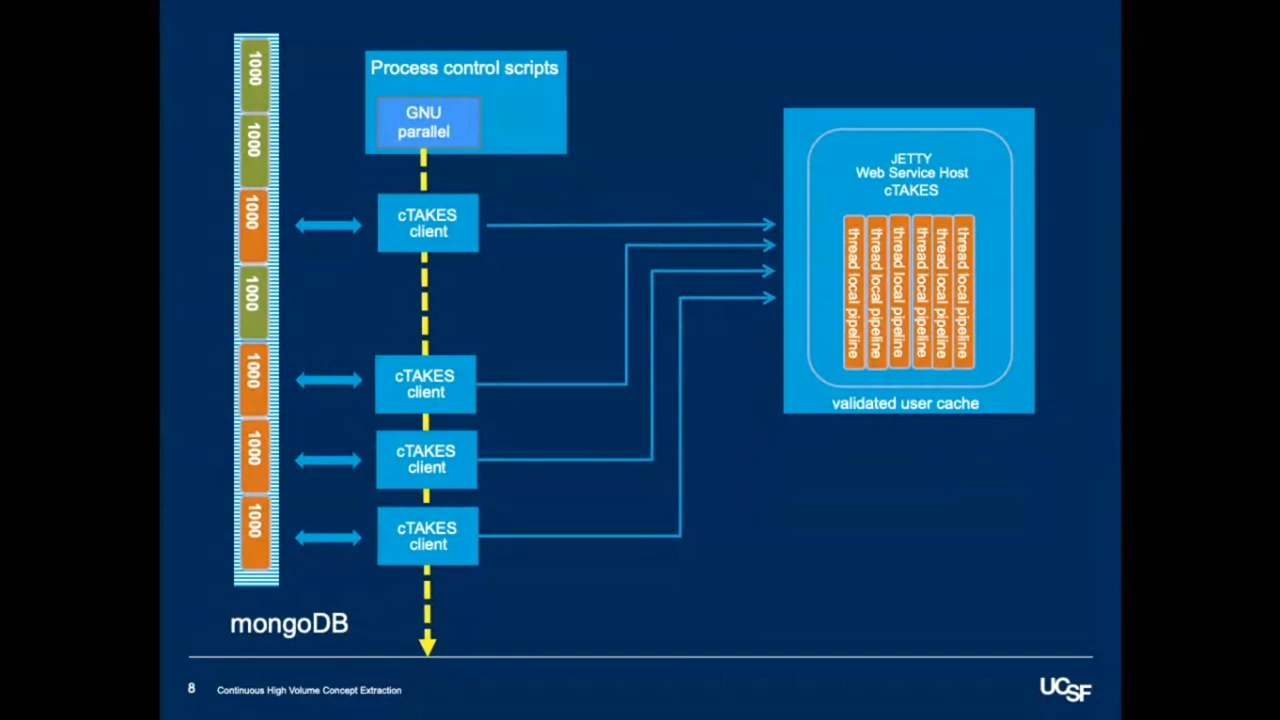 1000
1000
1000
1000
1000
1000
1000
mongoDB
Process control scripts
GNU
parallel
cTAKES
client
cTAKES
client
cTAKES
client
cTAKES
client
JETTY
Web Service Host
cTAKES
thread local pipeline
thread local pipeline
thread local pipeline
thread local pipeline
thread local pipeline
thread local pipeline
validated user cache
8 Continuous High Volume Concept Extraction
UCSF